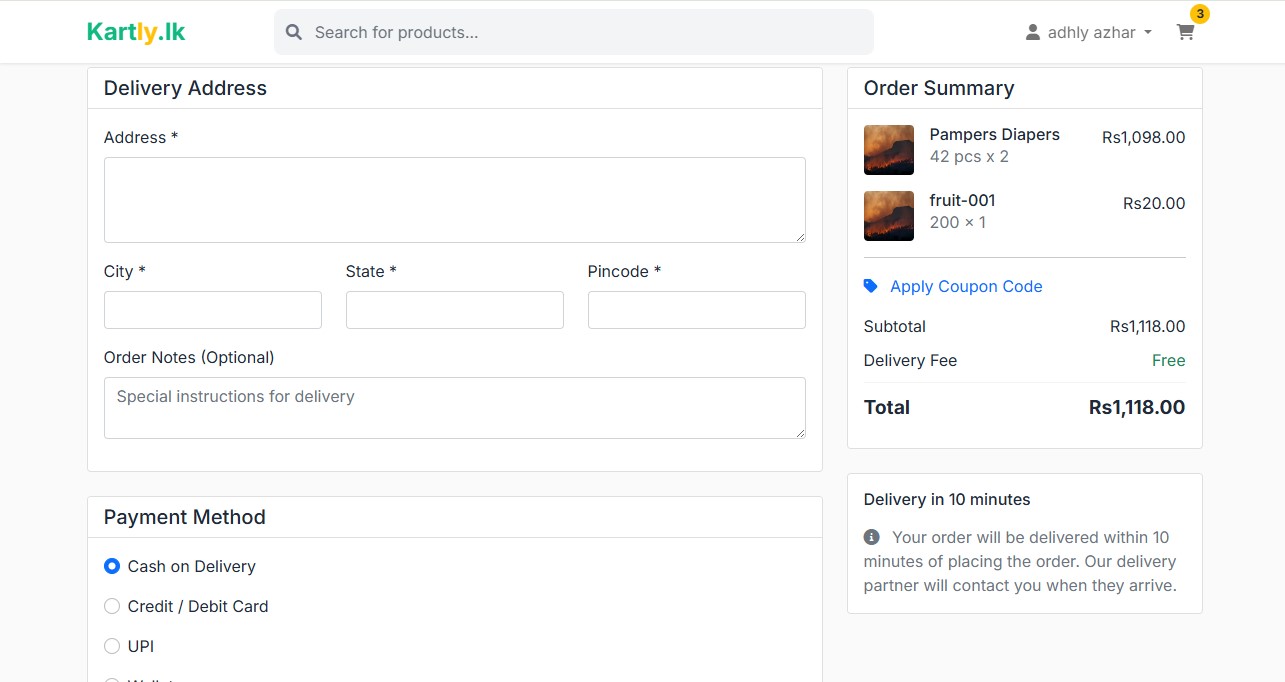 Kartly.lk
Search for products...
adhly azhar
3
Delivery Address
Address *
City *
State *
Pincode *
Order Notes (Optional)
Special instructions for delivery
Payment Method
Cash on Delivery
Credit / Debit Card
UPI
Order Summary
Pampers Diapers
Rs1,098.00
42 pcs x 2
fruit-001
Rs20.00
200 × 1
Apply Coupon Code
Subtotal
Rs1,118.00
Delivery Fee
Free
Total
Rs1,118.00
Delivery in 10 minutes
Your order will be delivered within 10
minutes of placing the order. Our delivery
partner will contact you when they arrive.